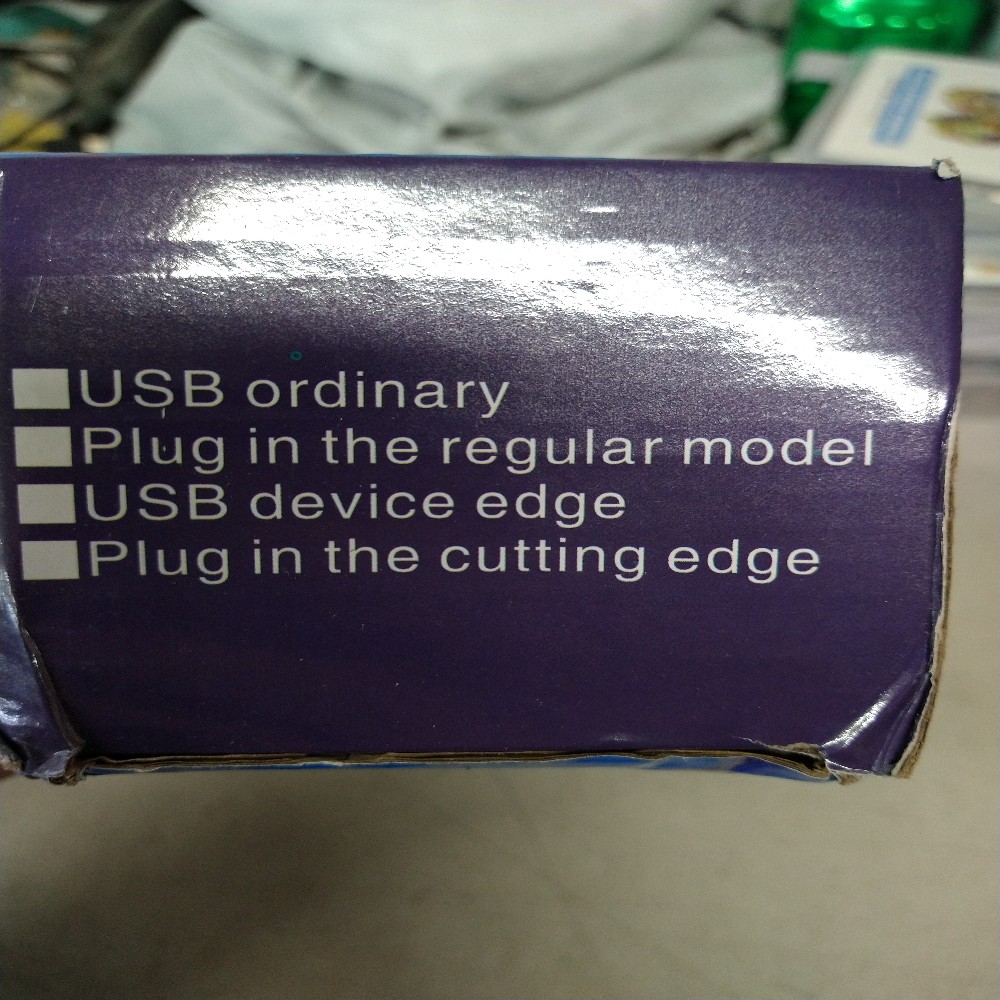 USB ordinary
Plug in the regular model
USB device edge
Plug in the cutting edge